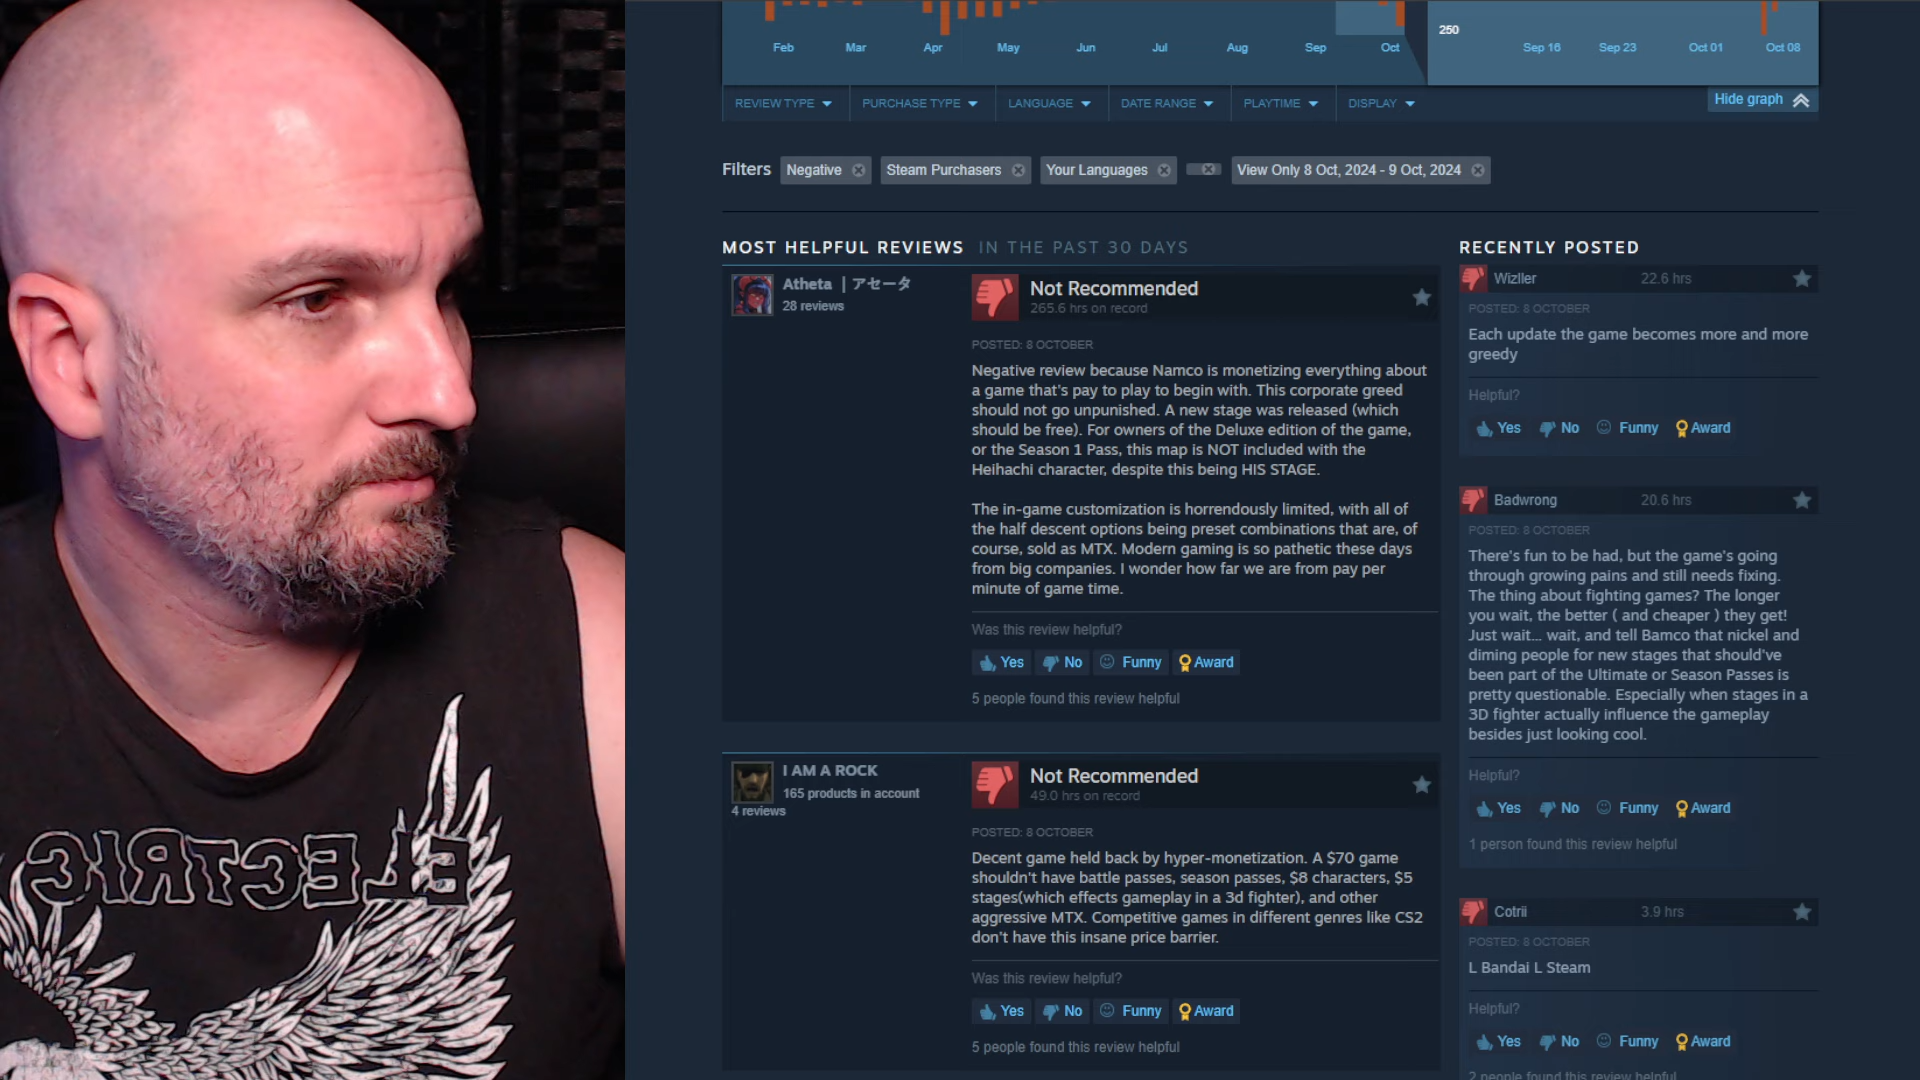 Feb Mar Apr May Jun Jul Aug Sep Oct
250
Sep 16 Sep 23 Oct 01 Oct 08
REVIEW TYPE PURCHASE TYPE LANGUAGE DATE RANGE PLAYTIME DISPLAY
Hide graph
Filters Negative Steam Purchasers Your Languages View Only 8 Oct, 2024 - 9 Oct, 2024
MOST HELPFUL REVIEWS IN THE PAST 30 DAYS
Atheta | アセータ
28 reviews
Not Recommended
265.6 hrs on record
POSTED: 8 OCTOBER
Negative review because Namco is monetizing everything about
a game that's pay to play to begin with. This corporate greed
should not go unpunished. A new stage was released (which
should be free). For owners of the Deluxe edition of the game,
or the Season 1 Pass, this map is NOT included with the
Heihachi character, despite this being HIS STAGE.
The in-game customization is horrendously limited, with all of
the half descent options being preset combinations that are, of
course, sold as MTX. Modern gaming is so pathetic these days
from big companies. I wonder how far we are from pay per
minute of game time.
Was this review helpful?
Yes No Funny Award
5 people found this review helpful
I AM A ROCK
165 products in account
4 reviews
Not Recommended
49.0 hrs on record
POSTED: 8 OCTOBER
Decent game held back by hyper-monetization. A $70 game
shouldn't have battle passes, season passes, $8 characters, $5
stages(which effects gameplay in a 3d fighter), and other
aggressive MTX. Competitive games in different genres like CS2
don't have this insane price barrier.
Was this review helpful?
Yes No Funny Award
5 people found this review helpful
RECENTLY POSTED
Wizller 22.6 hrs
POSTED: 8 OCTOBER
Each update the game becomes more and more
greedy
Helpful?
Yes No Funny Award
Badwrong 20.6 hrs
POSTED: 8 OCTOBER
There's fun to be had, but the game's going
through growing pains and still needs fixing.
The thing about fighting games? The longer
you wait, the better ( and cheaper ) they get!
Just wait... wait, and tell Bamco that nickel and
diming people for new stages that should've
been part of the Ultimate or Season Passes is
pretty questionable. Especially when stages in a
3D fighter actually influence the gameplay
besides just looking cool.
Helpful?
Yes No Funny Award
1 person found this review helpful
Cotrii 3.9 hrs
POSTED: 8 OCTOBER
L Bandai L Steam
Helpful?
Yes No Funny Award
2 people found this review helpful
ELECTRIC